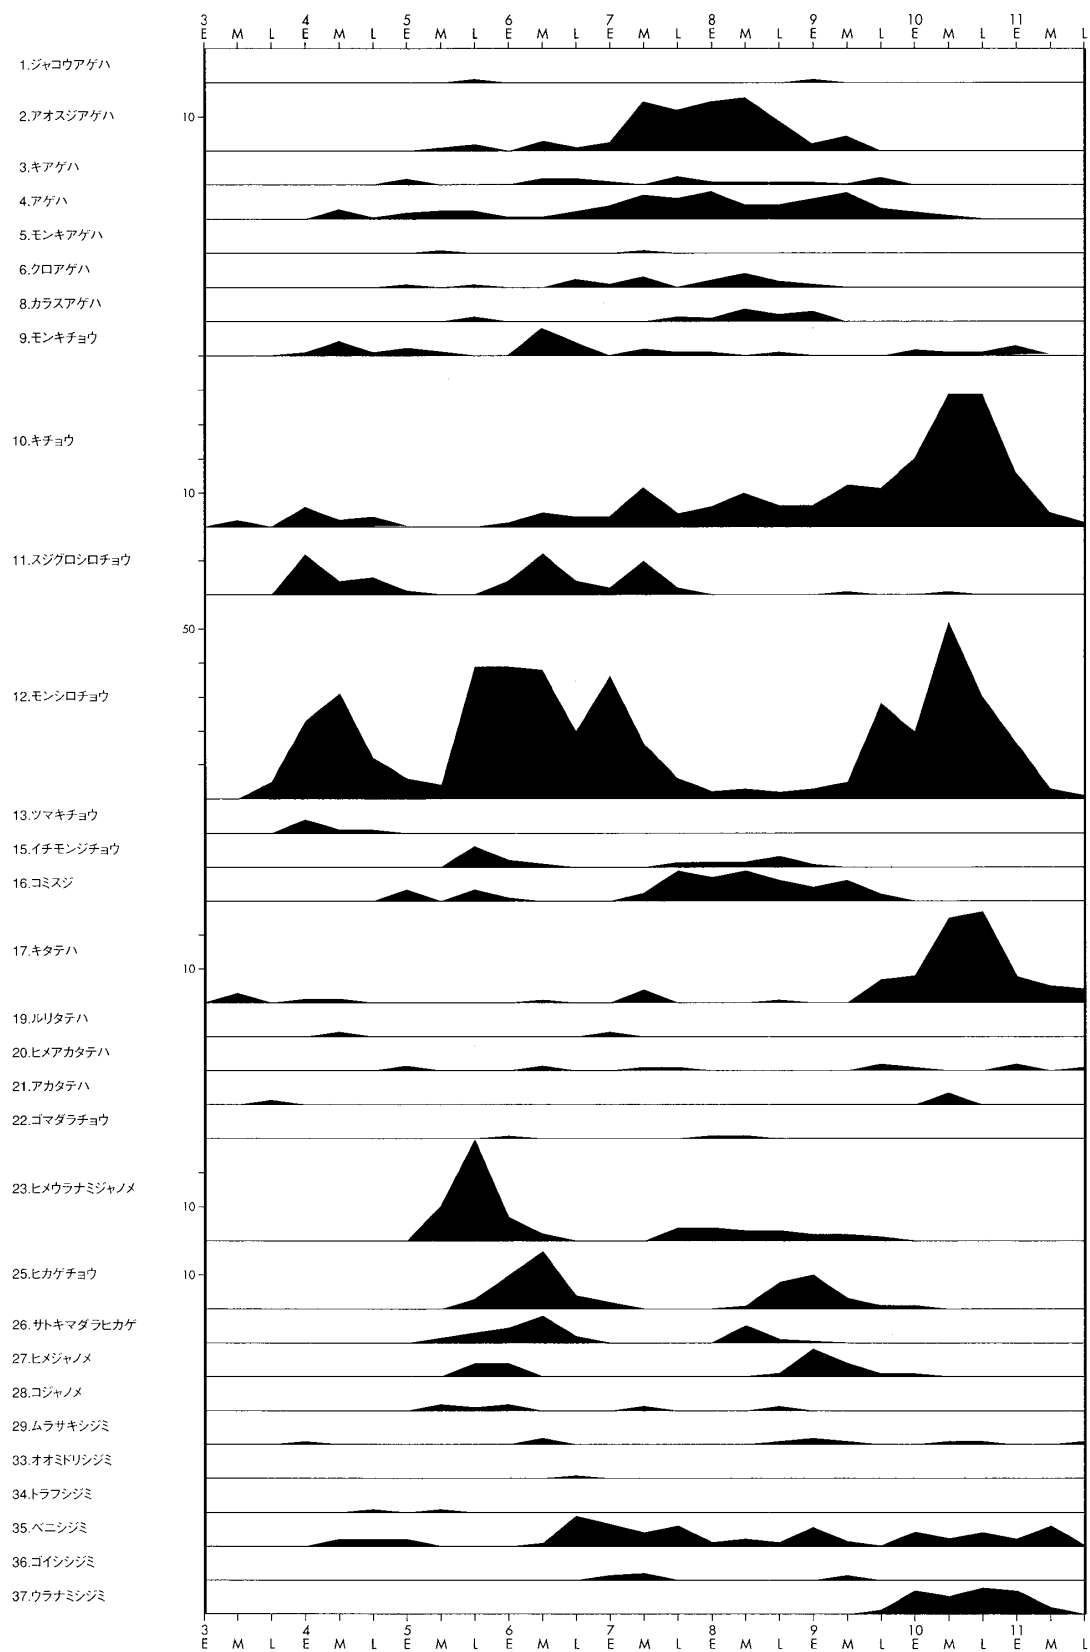 3 4 5 6 7 8 9 10 11
E M L E M L E M L E M L E M L E M L E M L E M L E M L
1.ジャコウアゲハ
2.アオスジアゲハ 10
3.キアゲハ
4.アゲハ
5.モンキアゲハ
6.クロアゲハ
8.カラスアゲハ
9.モンキチョウ
10.キチョウ
10
11.スジグロシロチョウ
50
12.モンシロチョウ
13.ツマキチョウ
15.イチモンジチョウ
16.コミスジ
17.キタテハ
10
19.ルリタテハ
20.ヒメアカタテハ
21.アカタテハ
22.ゴマダラチョウ
23.ヒメウラナミジャノメ
10
25.ヒカゲチョウ 10
26.サトキマダラヒカゲ
27.ヒメジャノメ
28.コジャノメ
29.ムラサキシジミ
33.オオミドリシジミ
34.トラフシジミ
35.ベニシジミ
36.ゴイシシジミ
37.ウラナミシジミ
3 4 5 6 7 8 9 10 11
E M L E M L E M L E M L E M L E M L E M L E M L E M L